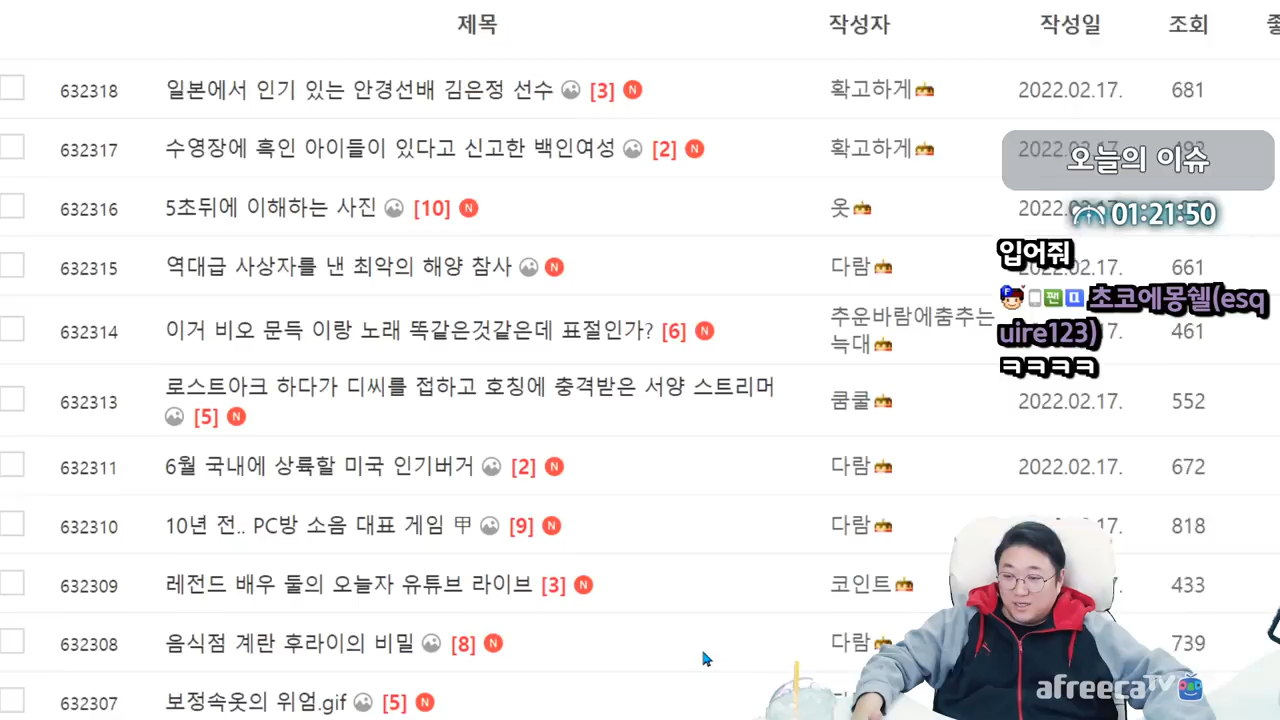 제목 작성자 작성일 조회
632318 일본에서 인기 있는 안경선배 김은정 선수 [3] N 확고하게 2022.02.17. 681
632317 수영장에 흑인 아이들이 있다고 신고한 백인여성 [2] N 확고하게
오늘의 이슈
632316 5초뒤에 이해하는 사진 [10] N 옷
01:21:50
632315 역대급 사상자를 낸 최악의 해양 참사 [2] N 다람 661
입어줘
초코에몽쉘(esq
uire123)
ㅋㅋㅋㅋ
632314 이거 비오 문득 이랑 노래 똑같은것같은데 표절인가? [6] N 추운바람에춤추는
늑대 461
632313 로스트아크 하다가 디씨를 접하고 호칭에 충격받은 서양 스트리머
[5] N 쿰쿨 2022.02.17. 552
632311 6월 국내에 상륙할 미국 인기버거 [2] N 다람 2022.02.17. 672
632310 10년 전.. PC방 소음 대표 게임 甲 [9] N 다람 818
632309 레전드 배우 둘의 오늘자 유튜브 라이브 [3] N 코인트 433
632308 음식점 계란 후라이의 비밀 [8] N 다람 739
632307 보정속옷의 위엄.gif [5] N
afreecaTV